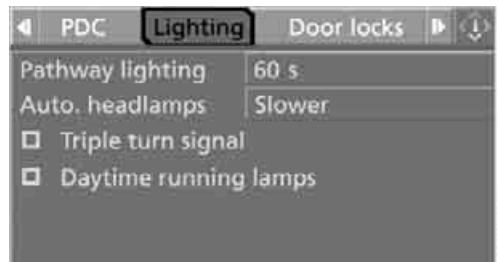 PDC Lighting Door locks
Pathway lighting 60 s
Auto. headlamps Slower
Triple turn signal
Daytime running lamps